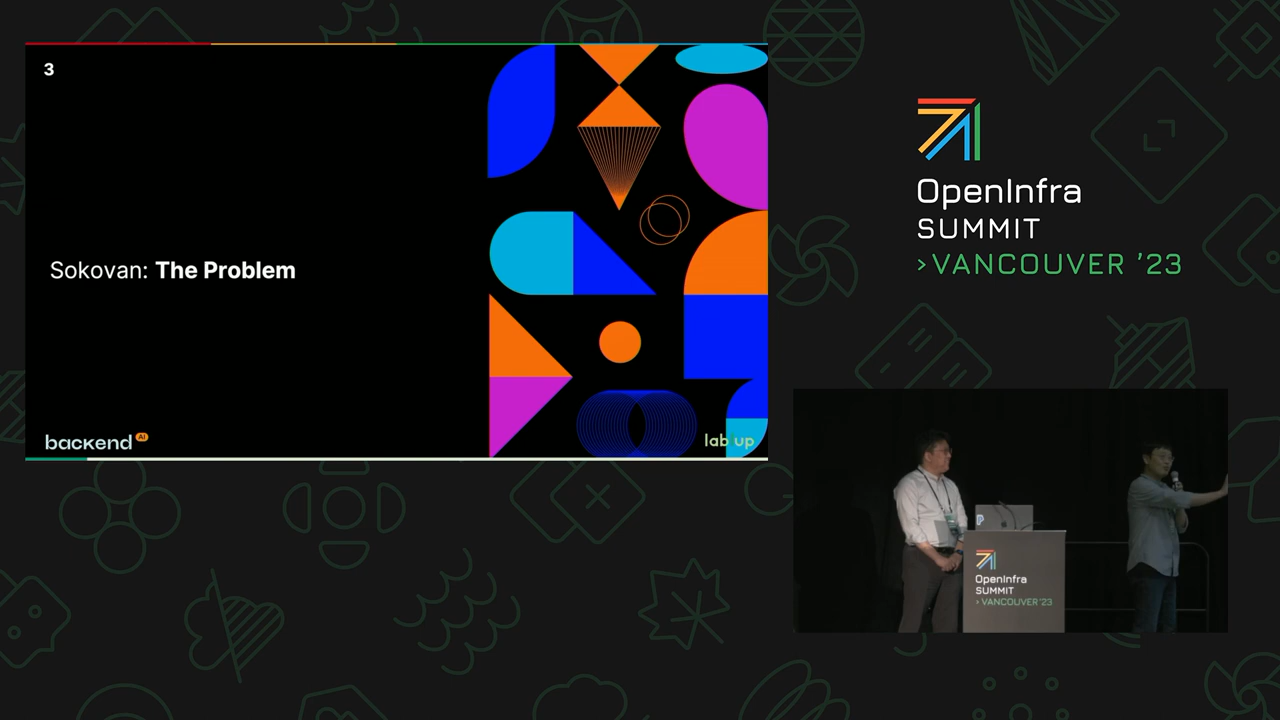 3
Sokovan: The Problem
backend AI
lab up
OpenInfra
SUMMIT
>VANCOUVER '23
OpenInfra
SUMMIT
> VANCOUVER '23